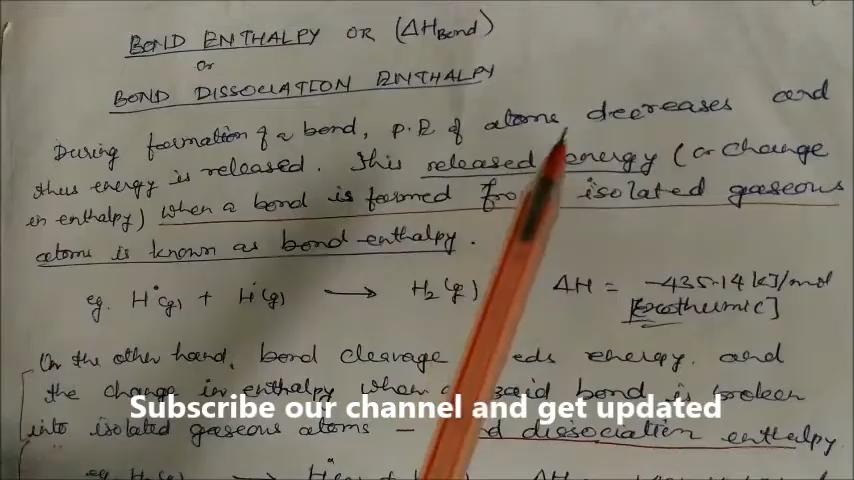 BOND ENTHALPY OR (ΔHBond)
or
BOND DISSOCIATION ENTHALPY
During formation of a bond, P.E of atoms decreases and
thus energy is released. This released energy (or change
in enthalpy) when a bond is formed from isolated gaseous
atoms is known as bond enthalpy.
eg. H°(g) + H°(g) ⟶ H2(g) ΔH = -435.14 kJ/mol
[Exothermic]
On the other hand, bond cleavage needs energy. and
the change in enthalpy when said bond is broken
Subscribe our channel and get updated
into isolated gaseous atoms - dissociation enthalpy.
eg. ⟶ ΔH =